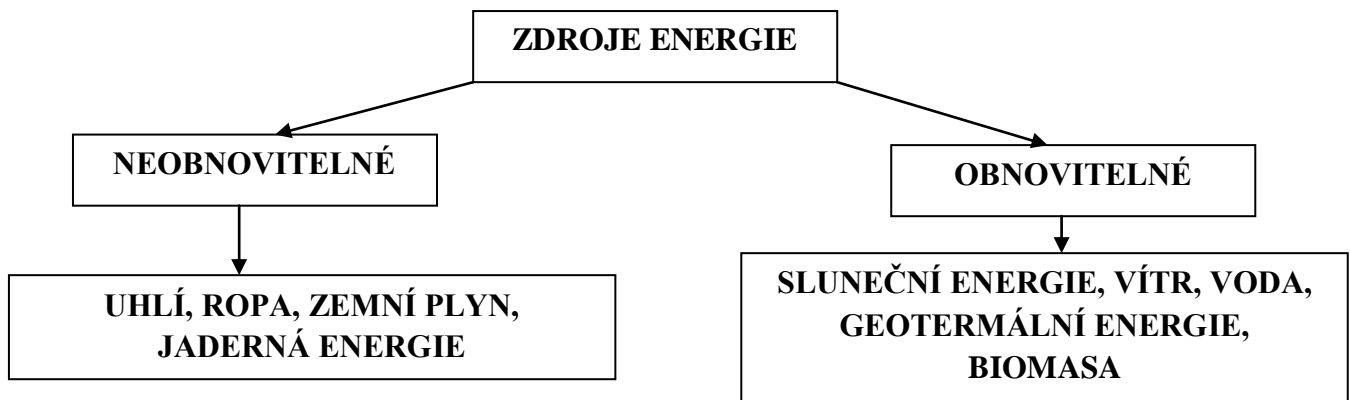 ZDROJE ENERGIE
NEOBNOVITELNÉ
OBNOVITELNÉ
UHLÍ, ROPA, ZEMNÍ PLYN,
JADERNÁ ENERGIE
SLUNEČNÍ ENERGIE, VÍTR, VODA,
GEOTERMÁLNÍ ENERGIE,
BIOMASA